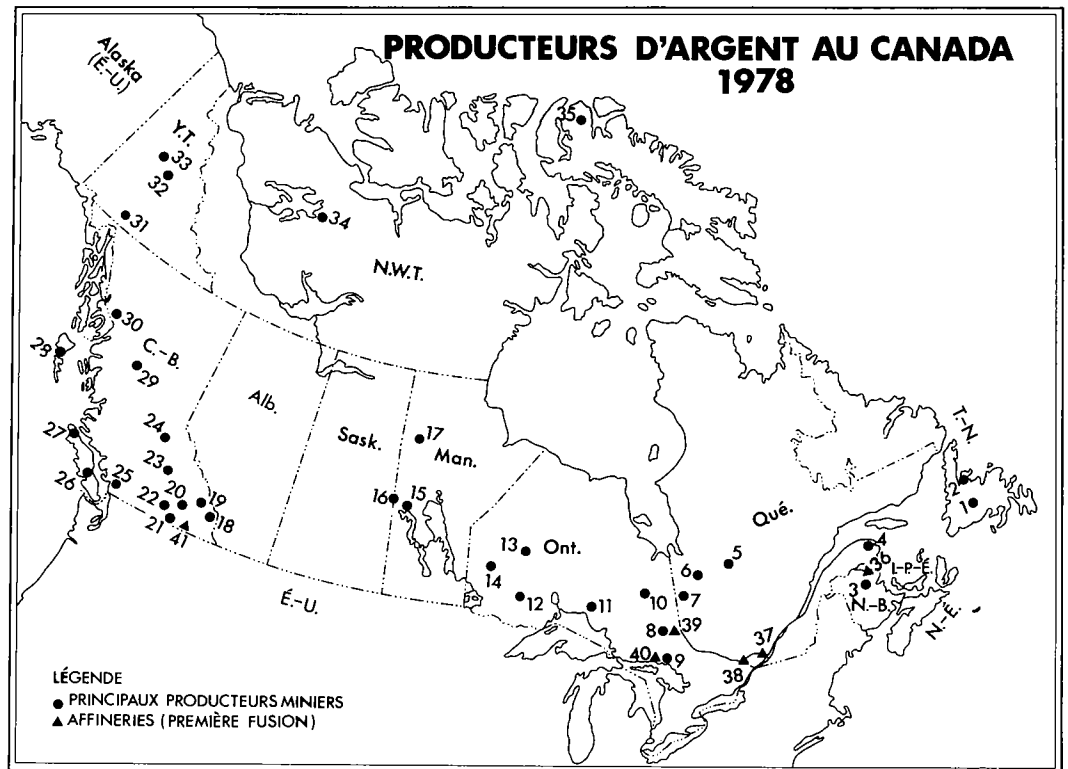 PRODUCTEURS D'ARGENT AU CANADA
1978
Alaska
(É.-U.)
Y.T.
33
32
31
35
34
N.W.T.
30
28
C.-B.
29
Alb.
Sask.
Man.
17
24
27
23
26
25
22
20
19
21
41
18
16
15
É.-U.
13
14
Ont.
12
11
10
6
5
7
8
39
40
9
Qué.
37
38
T.-N.
2
1
4
36
Î.-P.-É.
3
N.-B.
N.-É.
LÉGENDE
● PRINCIPAUX PRODUCTEURS MINIERS
▲ AFFINERIES (PREMIÈRE FUSION)